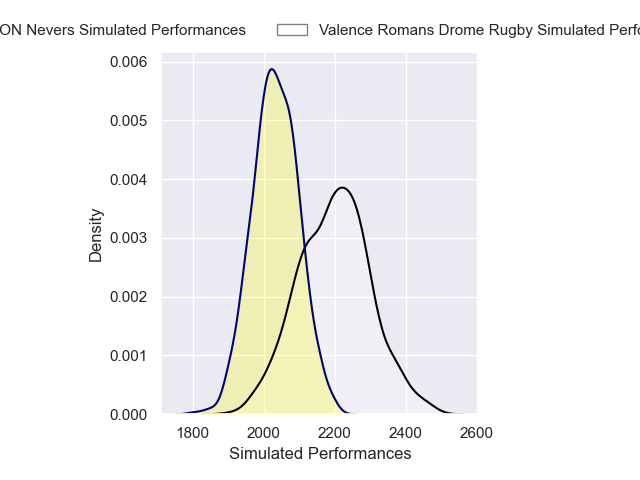 ON Nevers Simulated Performances
Valence Romans Drome Rugby Simulated
0.006
0.005
0.004
0.003
0.002
0.001
0.000
Density
1800 2000 2200 2400 2600
Simulated Performances